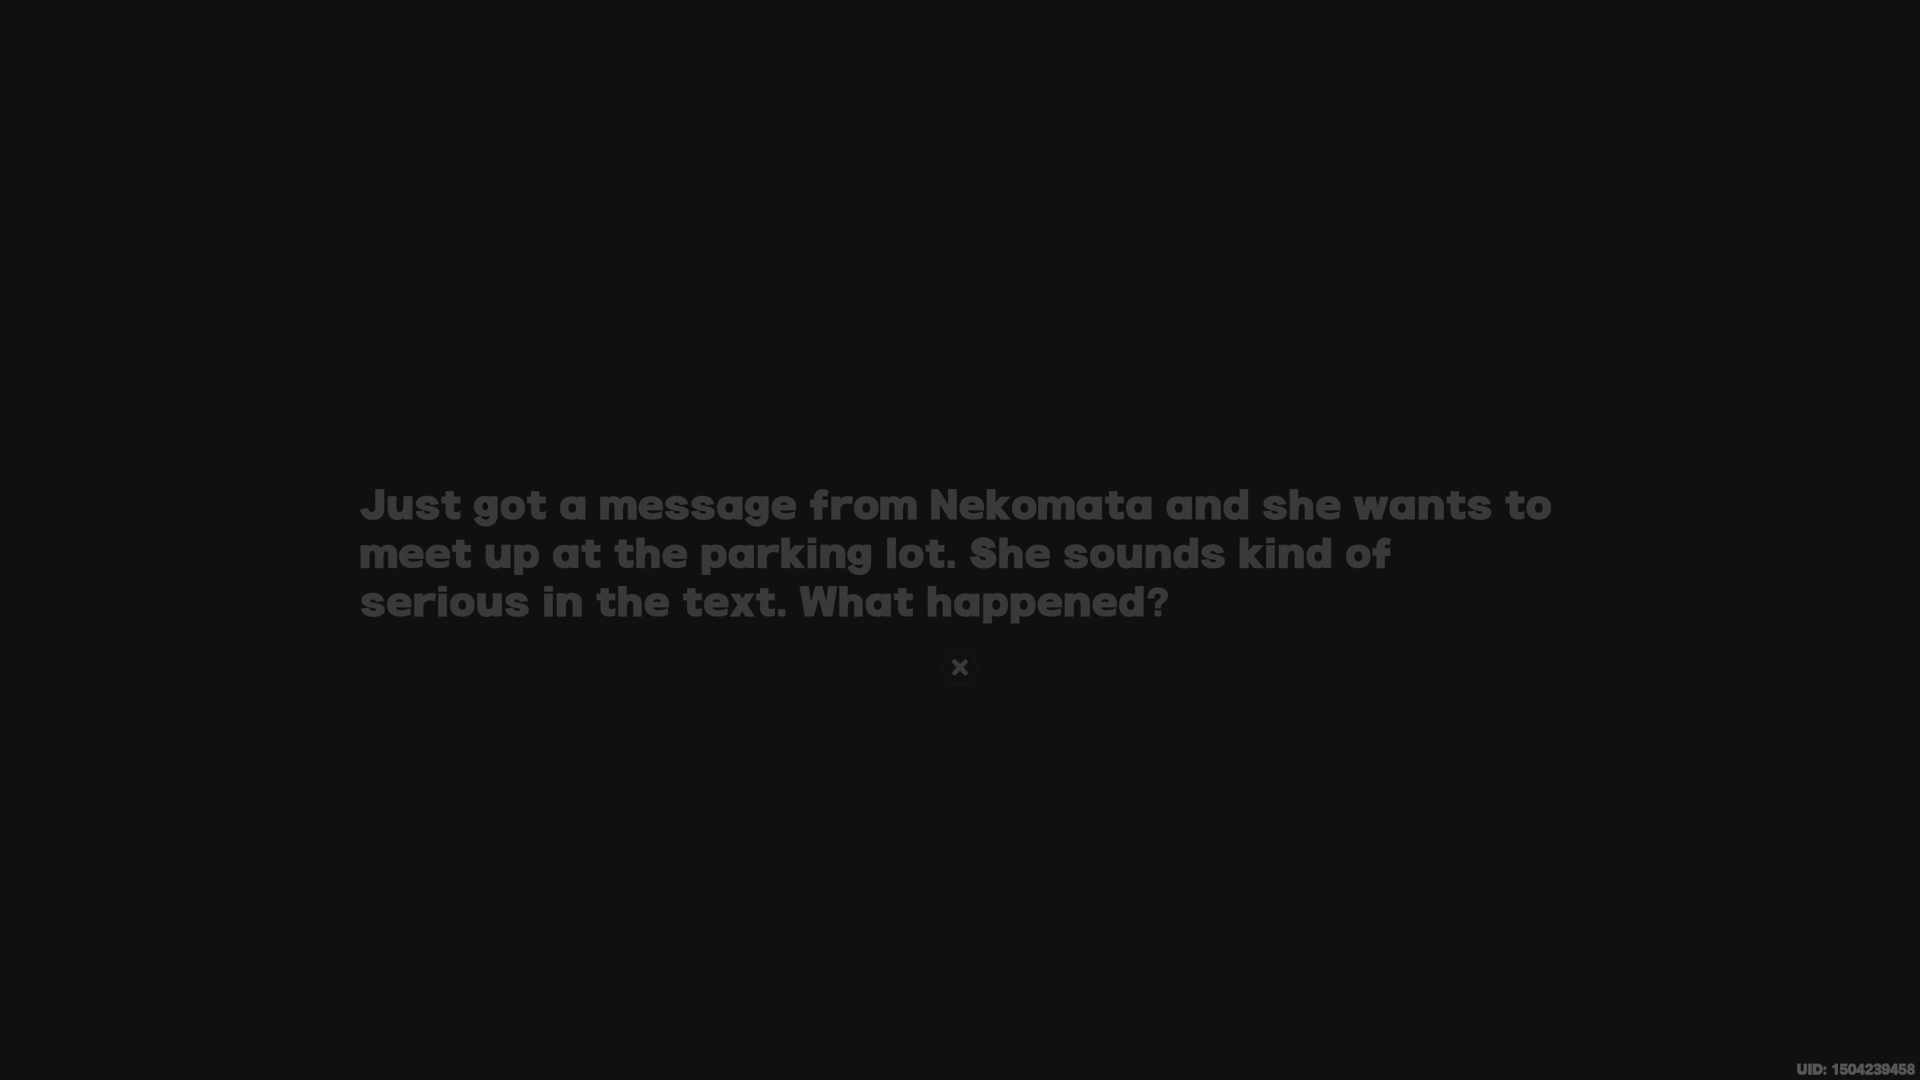 Just got a message from Nekomata and she wants to
meet up at the parking lot. She sounds kind of
serious in the text. What happened?
UID: 1504239458